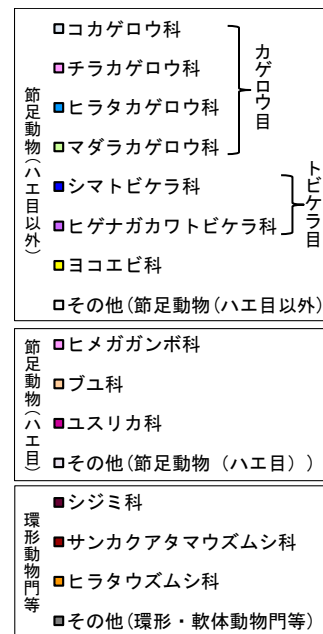 節足動物(ハエ目以外)
コカゲロウ科
チラカゲロウ科
ヒラタカゲロウ科
マダラカゲロウ科
カゲロウ目
シマトビケラ科
ヒゲナガカワトビケラ科
トビケラ目
ヨコエビ科
その他(節足動物(ハエ目以外)
節足動物(ハエ目)
ヒメガガンボ科
ブユ科
ユスリカ科
その他(節足動物(ハエ目))
環形動物門等
シジミ科
サンカクアタマウズムシ科
ヒラタウズムシ科
その他(環形・軟体動物門等)